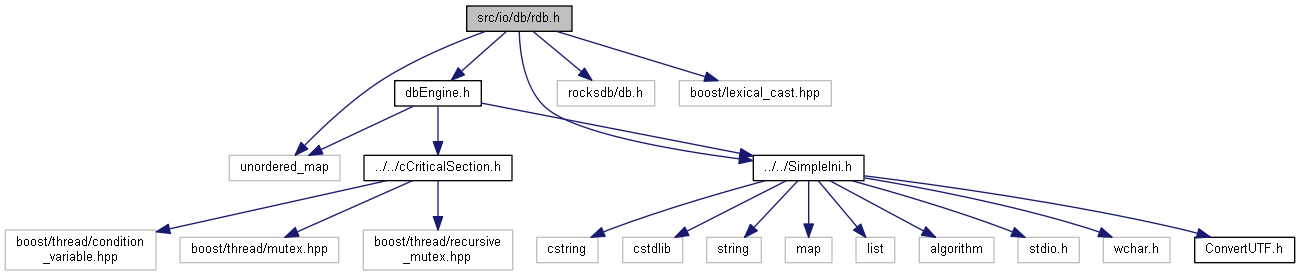 src/io/db/rdb.h
dbEngine.h
rocksdb/db.h
boost/lexical_cast.hpp
unordered_map
../../cCriticalSection.h
../../SimpleIni.h
boost/thread/condition
_variable.hpp
boost/thread/mutex.hpp
boost/thread/recursive
_mutex.hpp
cstring
cstdlib
string
map
list
algorithm
stdio.h
wchar.h
ConvertUTF.h